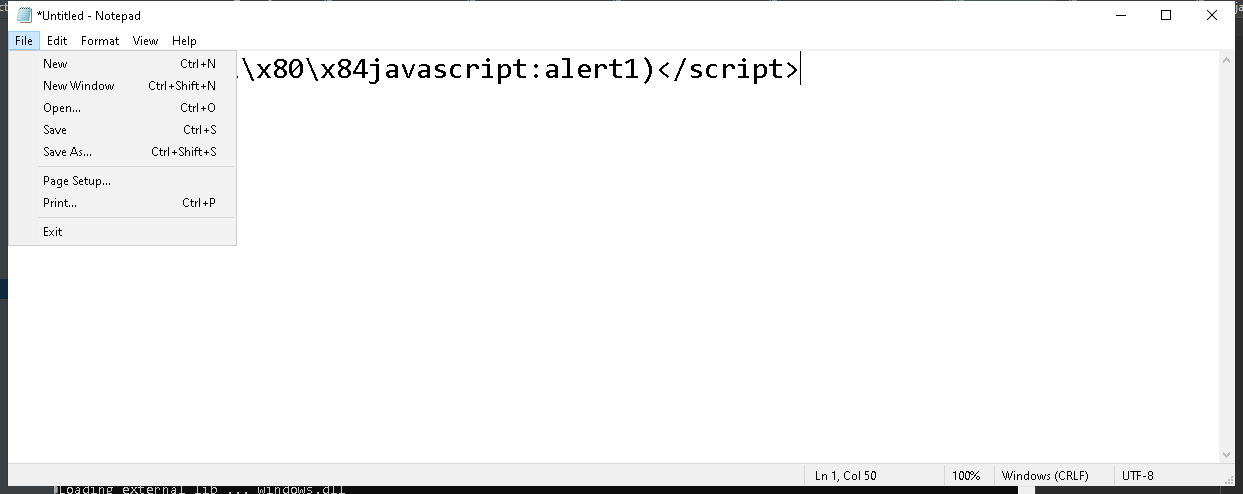 *Untitled - Notepad
File Edit Format View Help
\x80\x84javascript:alert1)</script>
New Ctrl+N
New Window Ctrl+Shift+N
Open... Ctrl+O
Save Ctrl+S
Save As... Ctrl+Shift+S
Page Setup...
Print... Ctrl+P
Exit
Ln 1, Col 50 100% Windows (CRLF) UTF-8
Loading external lib ... windows.dll